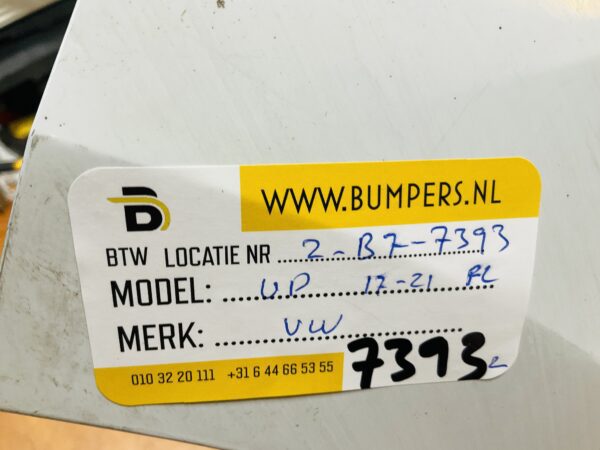 WWW.BUMPERS.NL
B
BTW LOCATIE NR 2-B7-7393
MODEL: UP 17-21 FL
MERK: VW
010 32 20 111 +31 6 44 66 53 55 7393 2